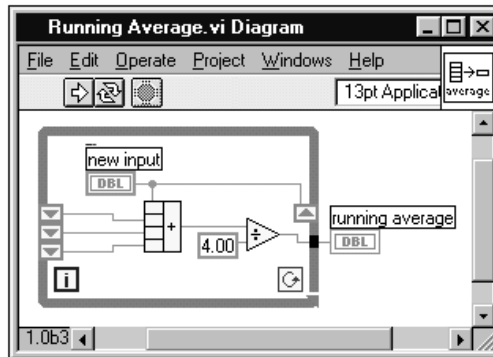 Running Average.vi Diagram
File Edit Operate Project Windows Help
13pt Applica
average
new input
DBL
+
4.00
÷
running average
DBL
i
1.0b3